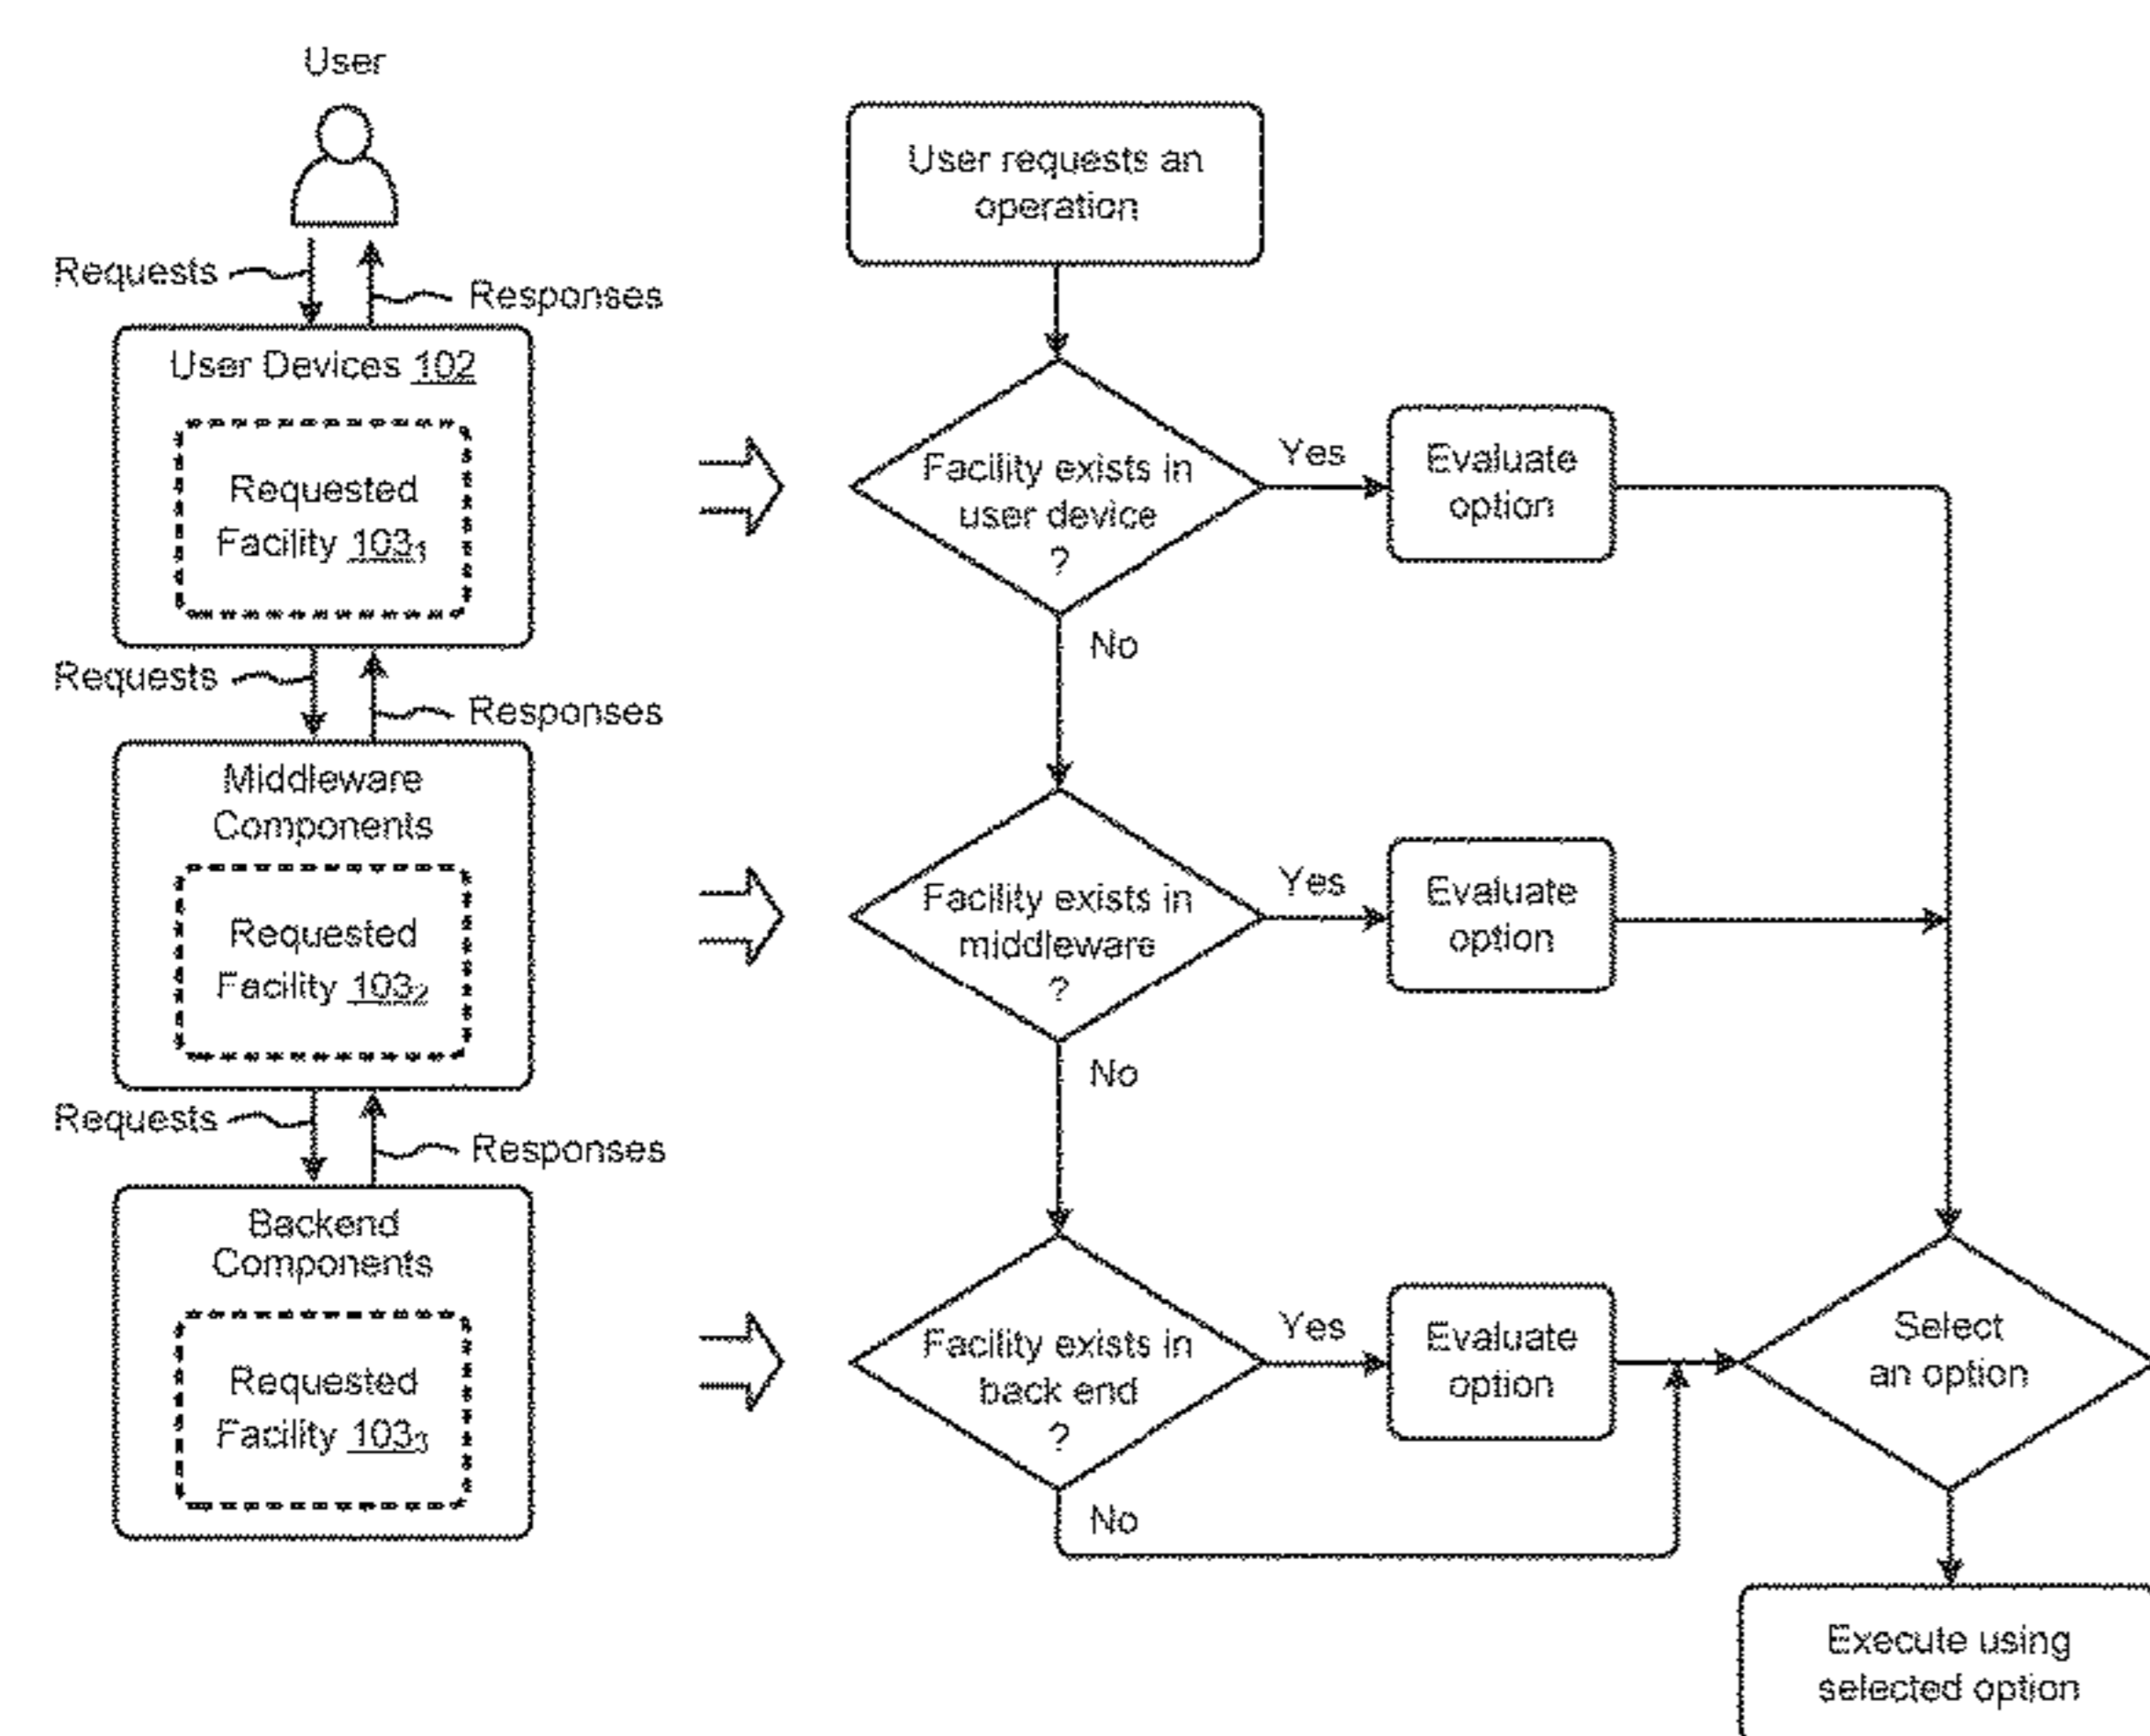 User
Requests
Responses
User Devices 102
Requested
Facility 103₁
Requests
Responses
Middleware
Components
Requested
Facility 103₂
Requests
Responses
Backend
Components
Requested
Facility 103₃
User requests an
operation
Facility exists in
user device
?
Yes
Evaluate
option
No
Facility exists in
middleware
?
Yes
Evaluate
option
No
Facility exists in
back end
?
Yes
Evaluate
option
No
Select
an option
Execute using
selected option